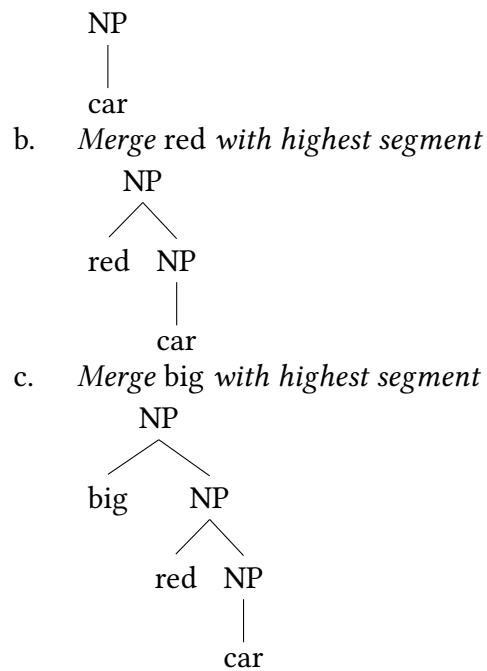 NP
car
b. Merge red with highest segment
NP
red NP
car
c. Merge big with highest segment
NP
big NP
red NP
car